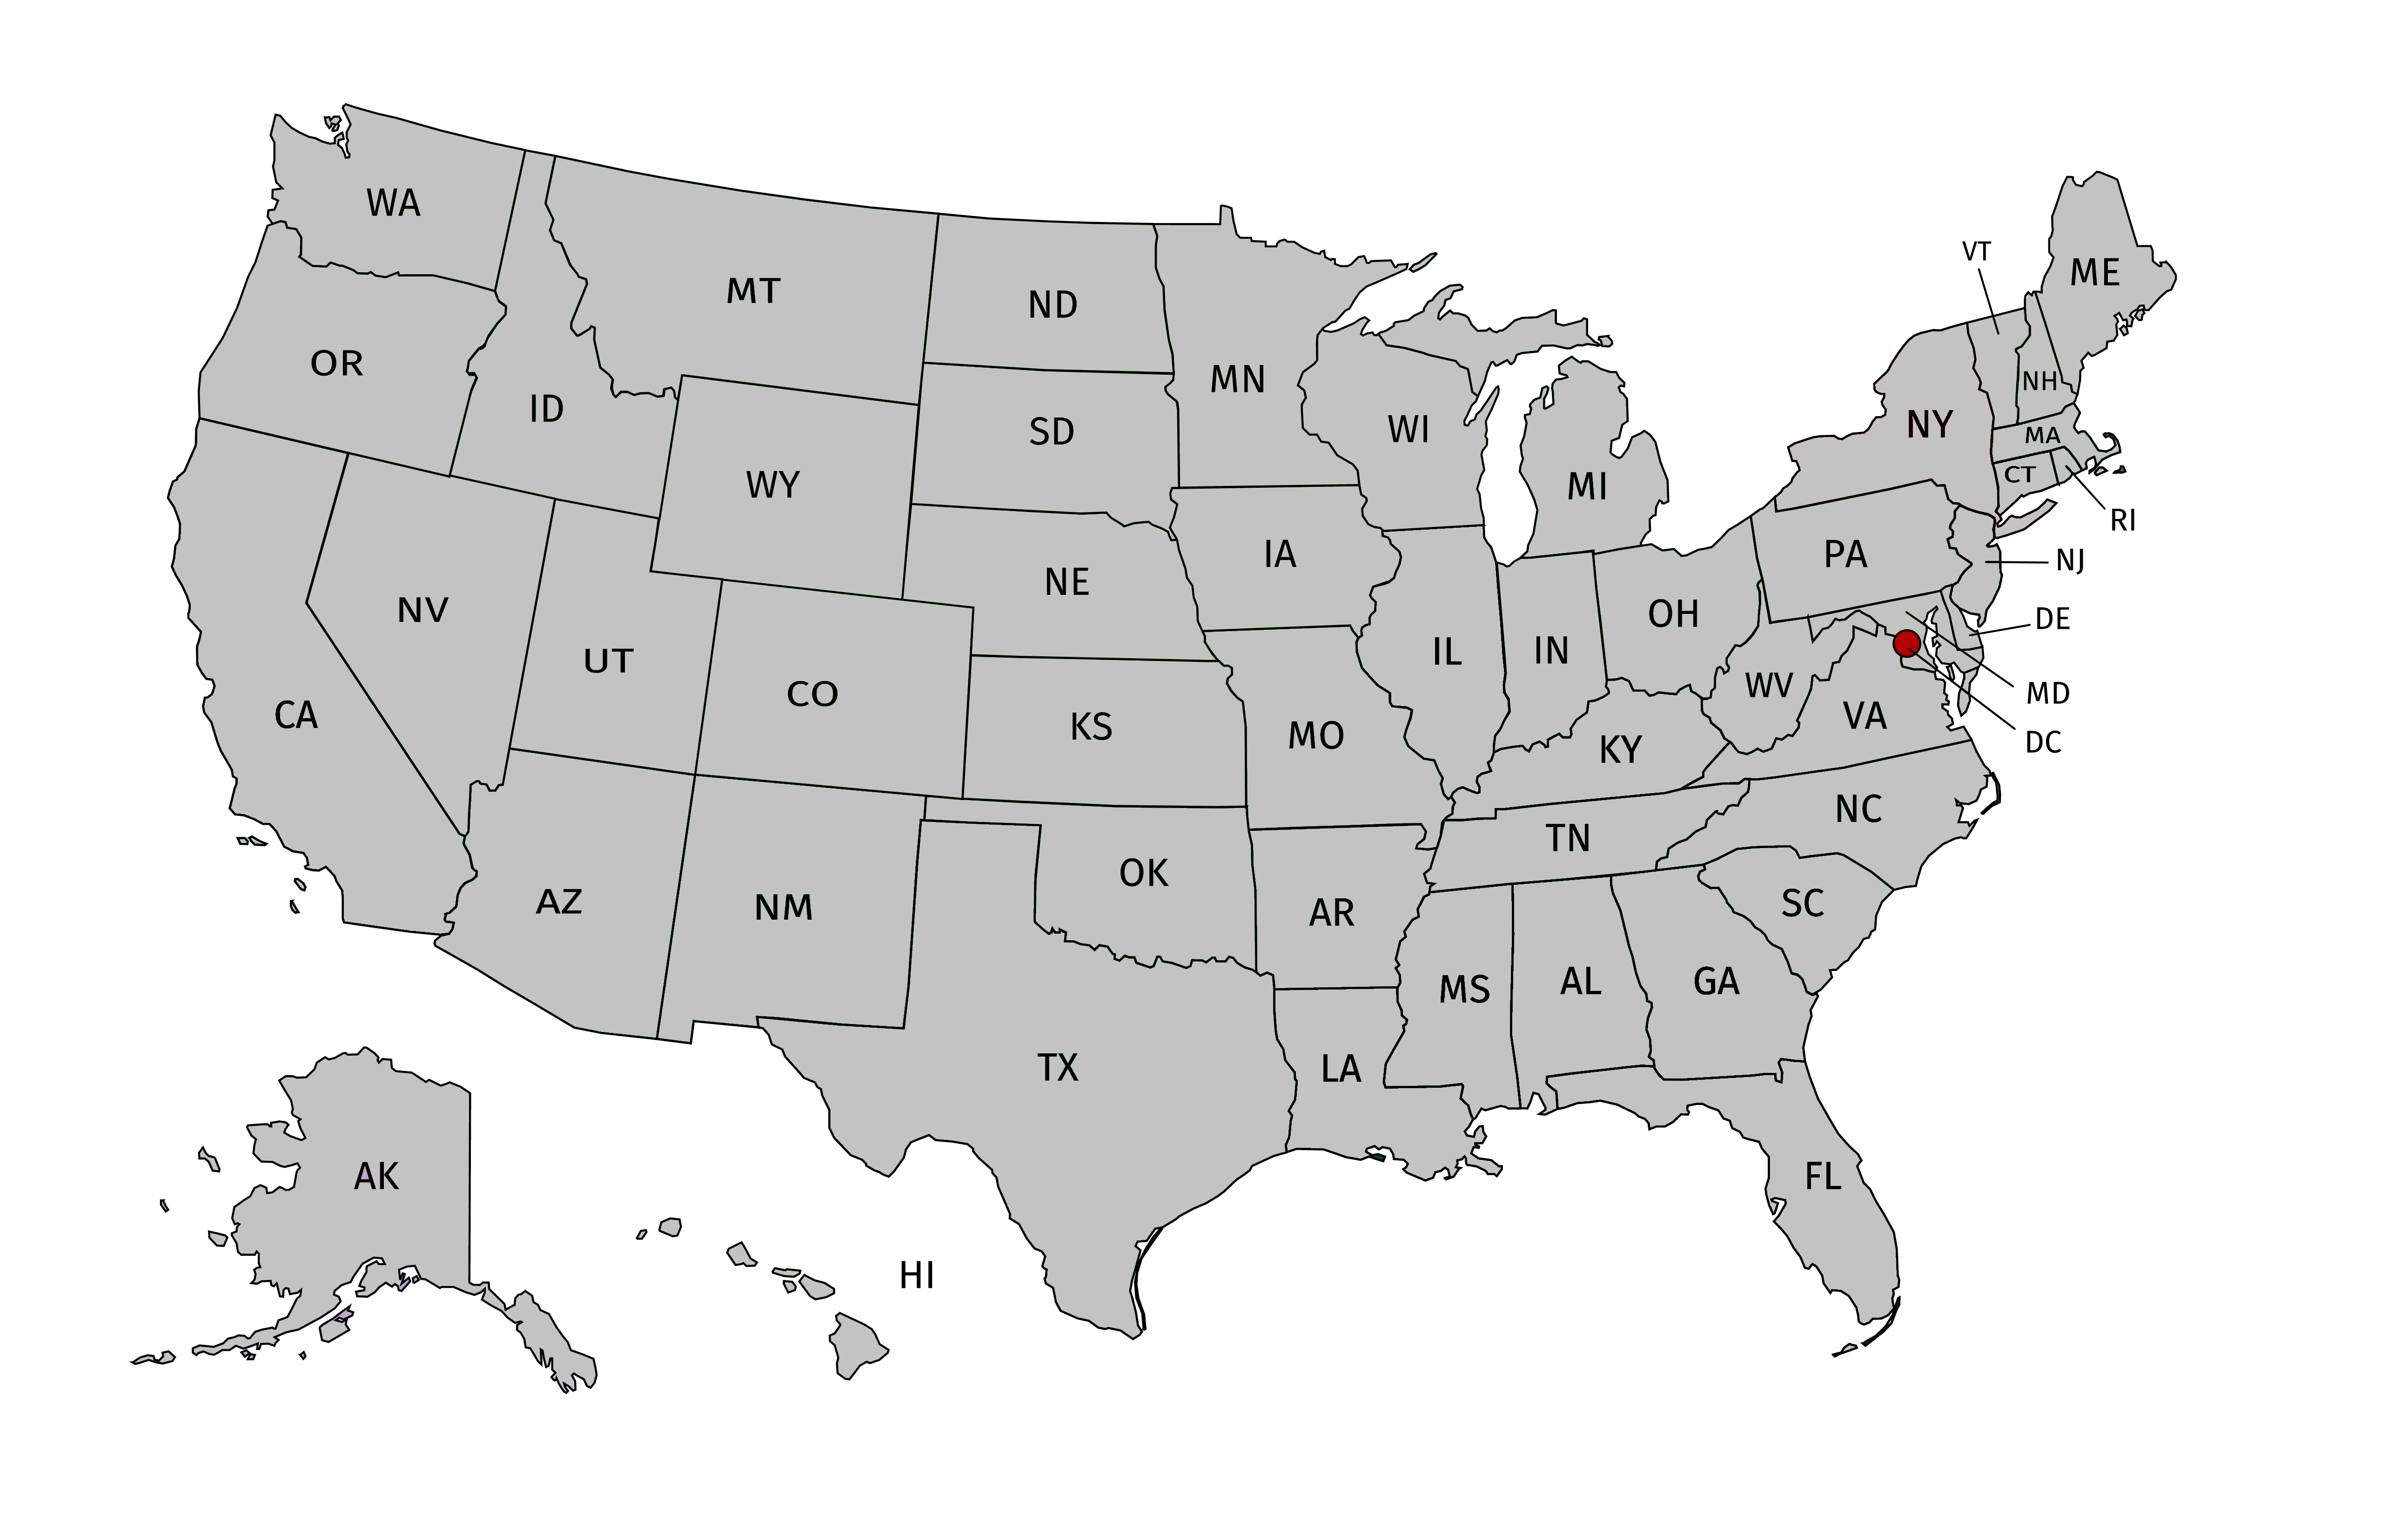 WA
VT
ME
MT
ND
OR
MN
NH
ID
SD
WI
NY
MA
WY
MI
CT
RI
IA
PA
NJ
NE
NV
OH
DE
UT
IL
IN
CO
WV
MD
CA
KS
MO
KY
VA
DC
NC
TN
OK
AZ
NM
AR
SC
MS
AL
GA
TX
LA
AK
FL
HI